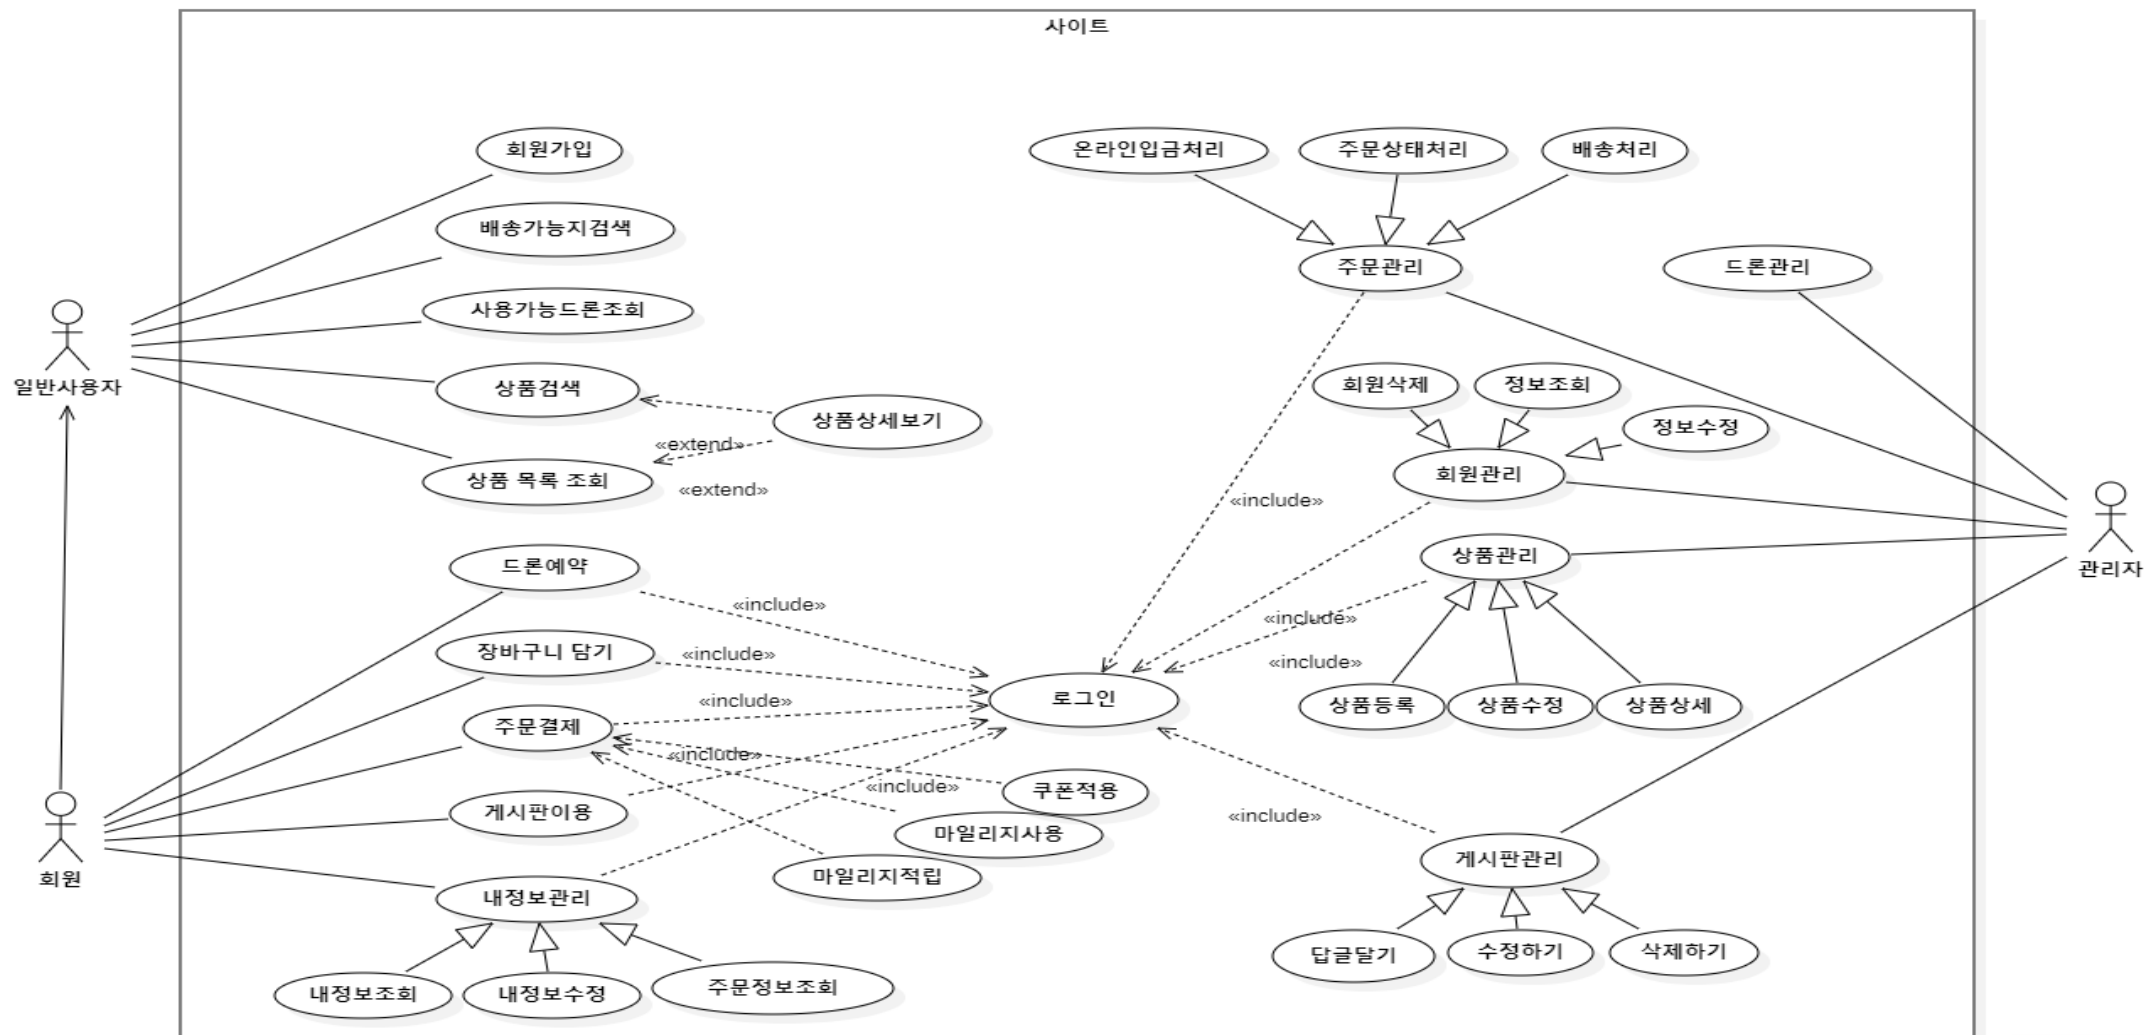 사이트
회원가입
배송가능지검색
사용가능드론조회
상품검색
상품 목록 조회
상품상세보기
«extend»
«extend»
일반사용자
온라인입금처리
주문상태처리
배송처리
주문관리
드론관리
회원삭제
정보조회
정보수정
회원관리
상품관리
상품등록
상품수정
상품상세
관리자
«include»
«include»
«include»
드론예약
«include»
장바구니 담기
«include»
주문결제
«include»
로그인
게시판이용
«include»
«include»
쿠폰적용
마일리지사용
마일리지적립
내정보관리
회원
내정보조회
내정보수정
주문정보조회
«include»
게시판관리
답글달기
수정하기
삭제하기